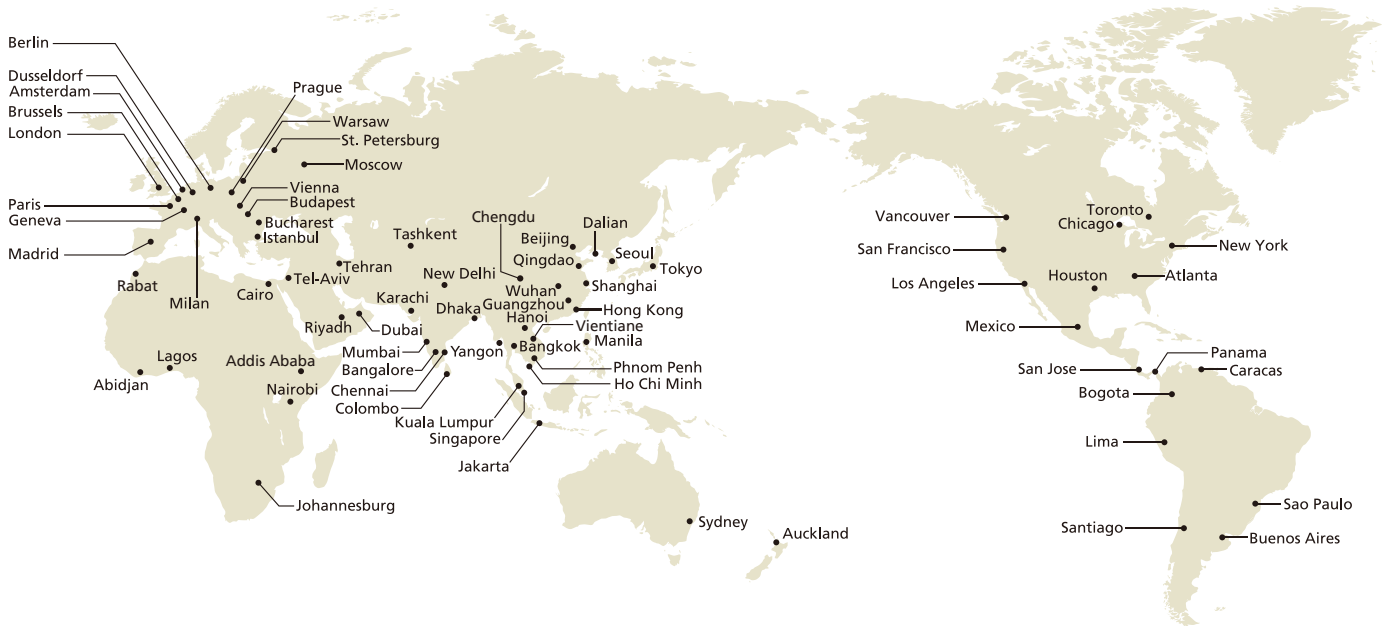 Berlin
Dusseldorf
Amsterdam
Brussels
London
Paris
Geneva
Madrid
Prague
Warsaw
St. Petersburg
Moscow
Vienna
Budapest
Bucharest
Istanbul
Milan
Rabat
Cairo
Tel-Aviv
Tehran
Riyadh
Dubai
Lagos
Abidjan
Addis Ababa
Nairobi
Johannesburg
Tashkent
New Delhi
Karachi
Dhaka
Mumbai
Bangalore
Chennai
Colombo
Yangon
Chengdu
Beijing
Dalian
Qingdao
Seoul
Tokyo
Wuhan
Shanghai
Guangzhou
Hong Kong
Hanoi
Vientiane
Bangkok
Manila
Phnom Penh
Ho Chi Minh
Kuala Lumpur
Singapore
Jakarta
Sydney
Auckland
Vancouver
San Francisco
Los Angeles
Toronto
Chicago
New York
Houston
Atlanta
Mexico
San Jose
Panama
Caracas
Bogota
Lima
Sao Paulo
Santiago
Buenos Aires